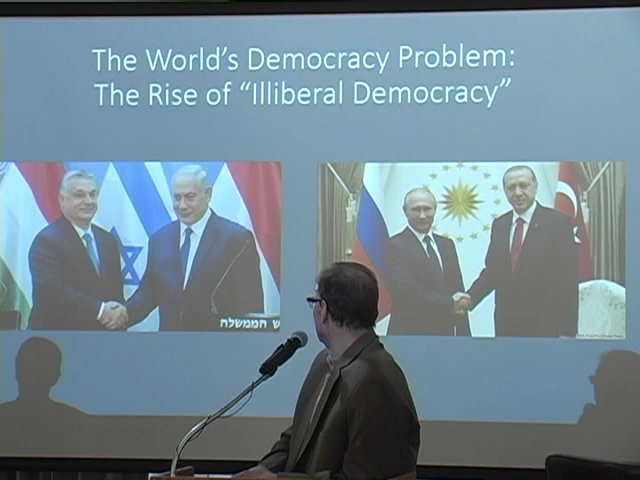 The World's Democracy Problem:
The Rise of “Illiberal Democracy”
ש הממשלה